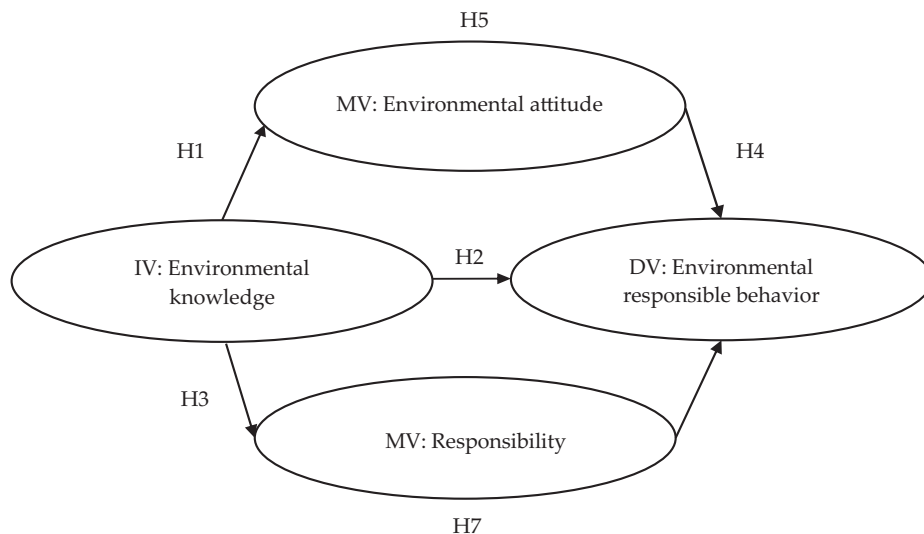 H5
MV: Environmental attitude
H1
H4
IV: Environmental
knowledge
H2
DV: Environmental
responsible behavior
H3
MV: Responsibility
H7